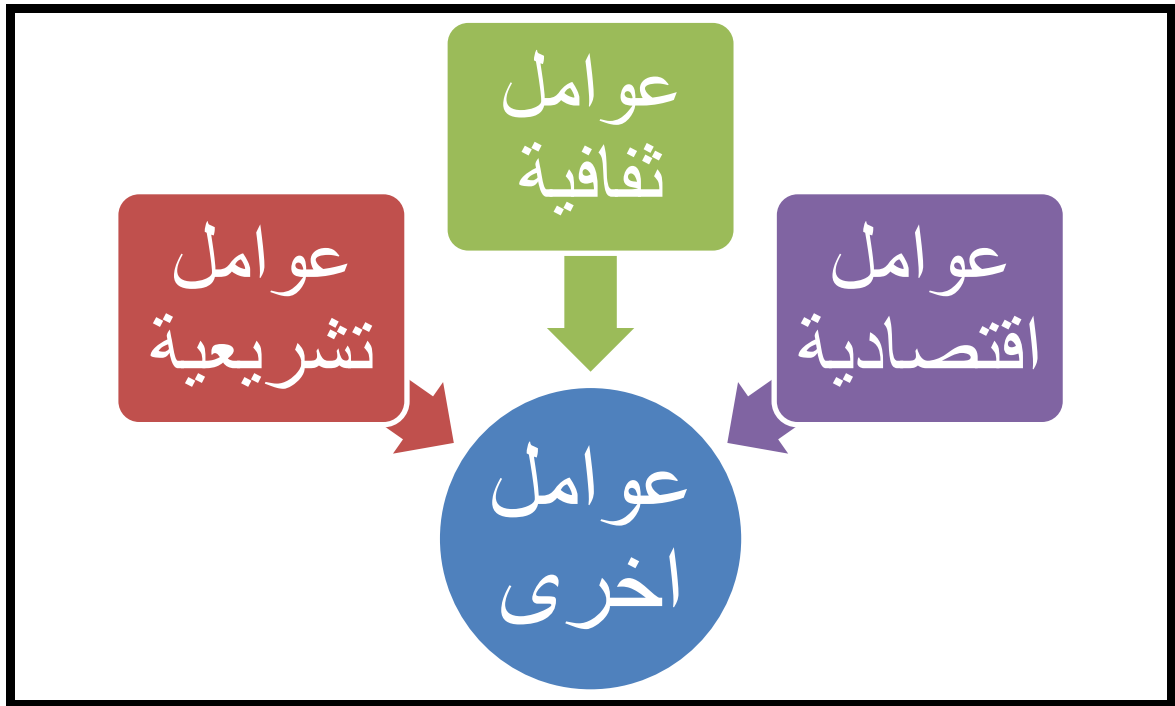 عوامل
ثقافية
عوامل
اقتصادية
عوامل
تشريعية
عوامل
اخرى